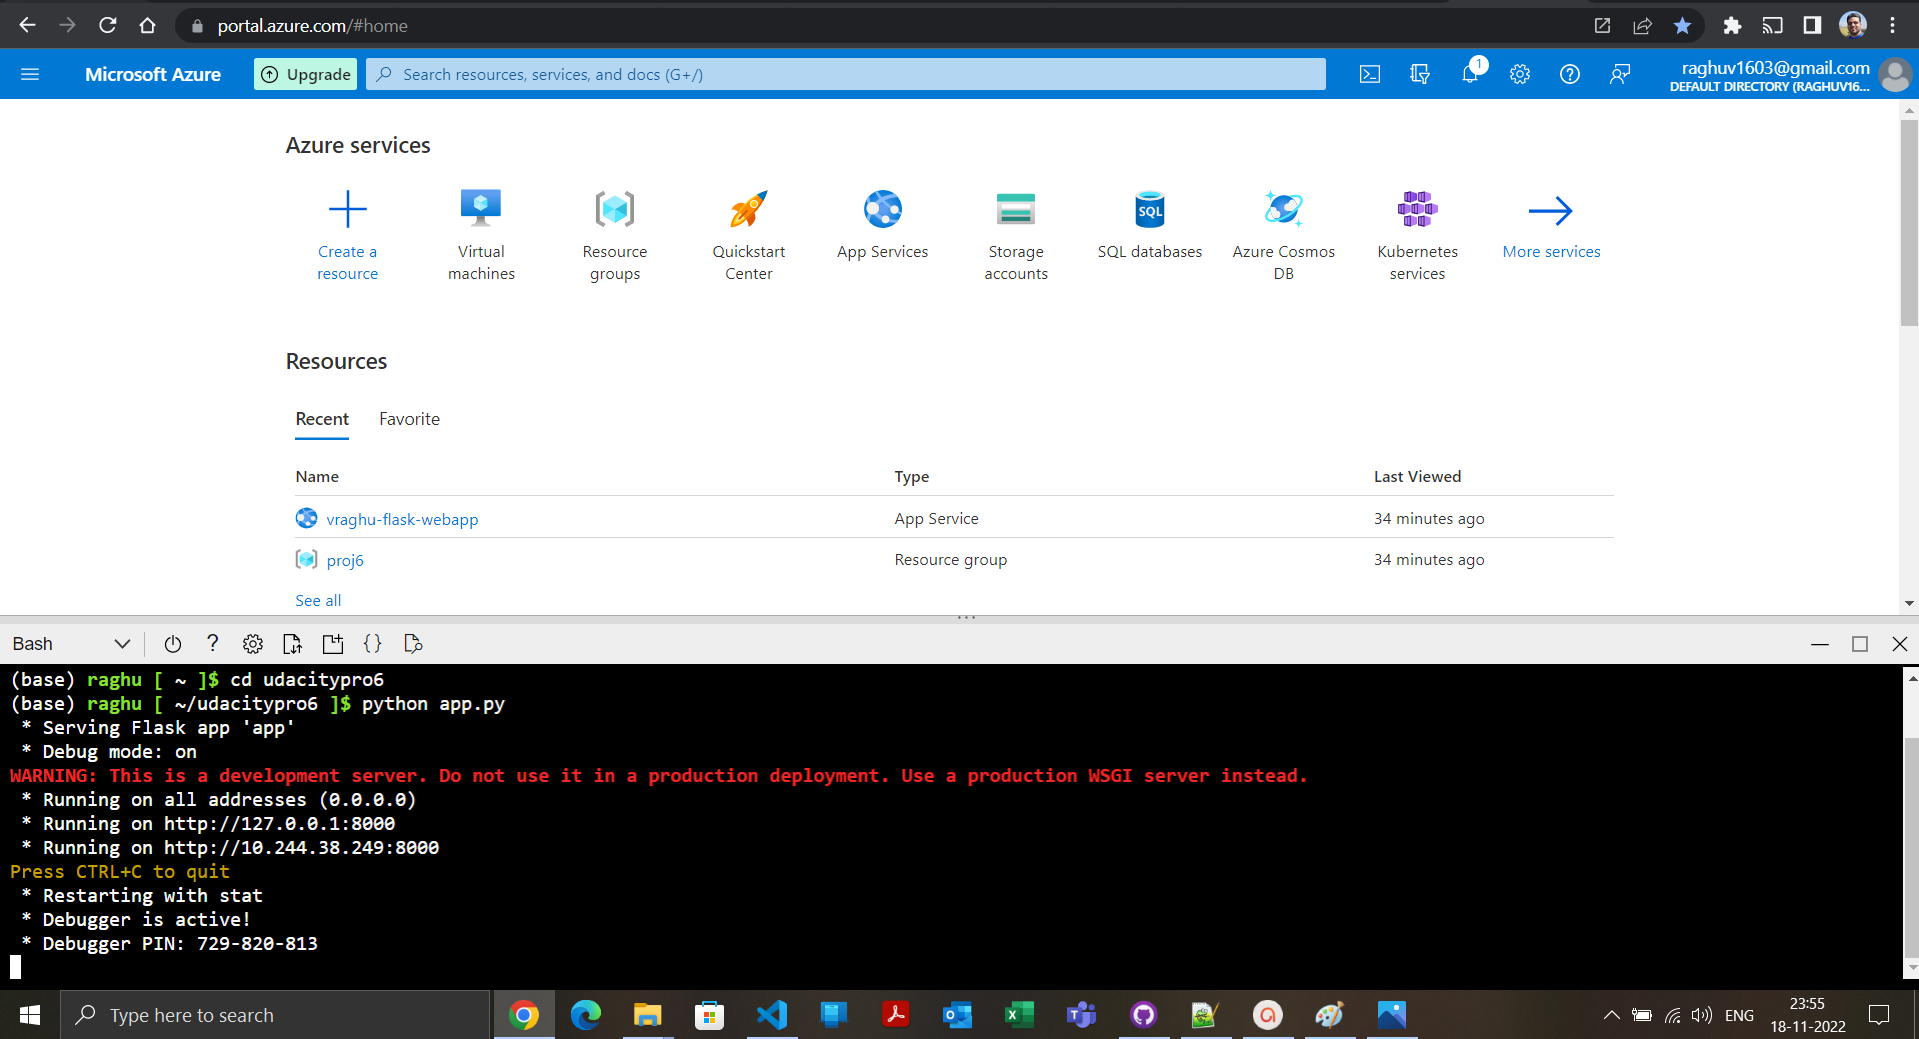 portal.azure.com/#home
Microsoft Azure
Upgrade
Search resources, services, and docs (G+/)
1
raghuv1603@gmail.com
DEFAULT DIRECTORY (RAGHUV16...
Azure services
Create a
resource
Virtual
machines
Resource
groups
Quickstart
Center
App Services
Storage
accounts
SQL
SQL databases
Azure Cosmos
DB
Kubernetes
services
More services
Resources
Recent
Favorite
Name Type Last Viewed
vraghu-flask-webapp App Service 34 minutes ago
proj6 Resource group 34 minutes ago
See all
Bash
(base) raghu [ ~ ]$ cd udacitypro6
(base) raghu [ ~/udacitypro6 ]$ python app.py
* Serving Flask app 'app'
* Debug mode: on
WARNING: This is a development server. Do not use it in a production deployment. Use a production WSGI server instead.
* Running on all addresses (0.0.0.0)
* Running on http://127.0.0.1:8000
* Running on http://10.244.38.249:8000
Press CTRL+C to quit
* Restarting with stat
* Debugger is active!
* Debugger PIN: 729-820-813
Type here to search
ENG
23:55
18-11-2022